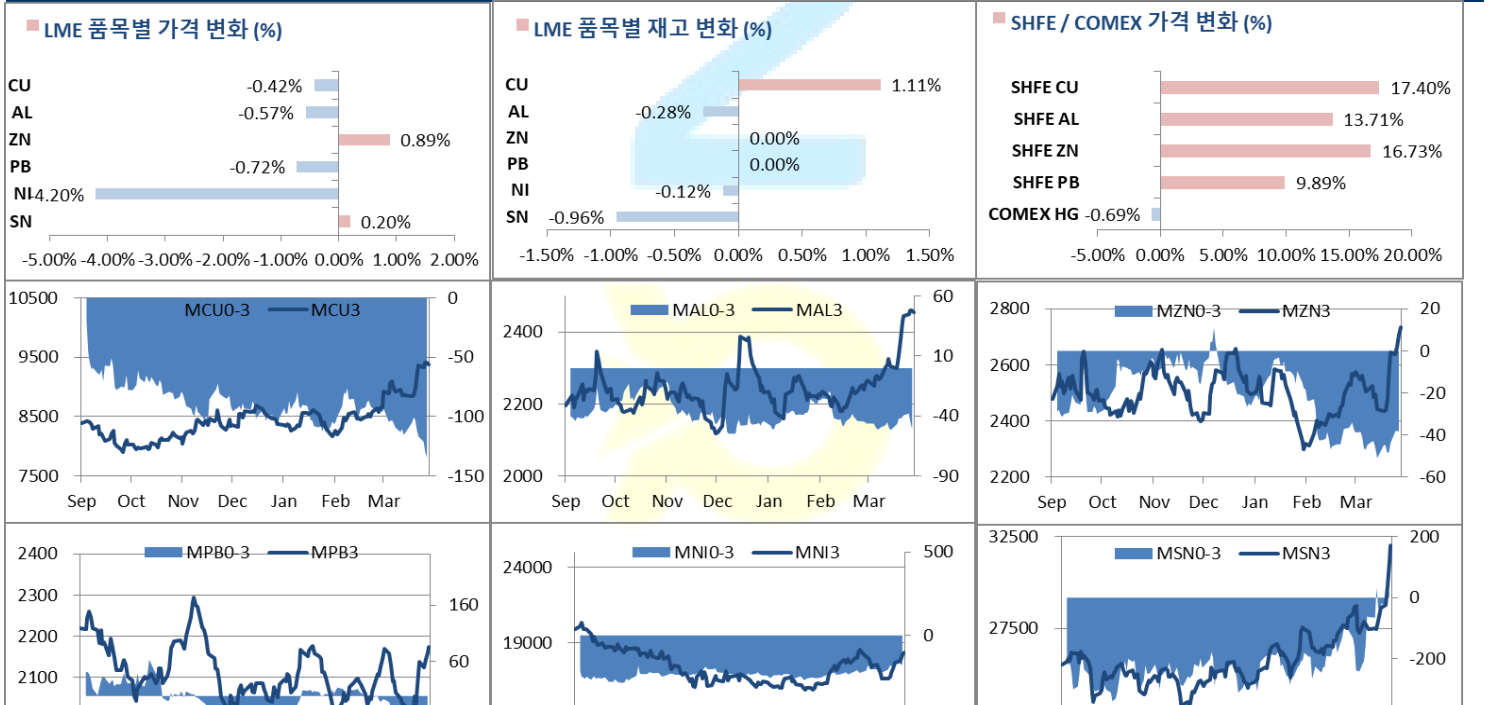 LME 품목별 가격 변화 (%)
CU -0.42%
AL -0.57%
ZN 0.89%
PB -0.72%
NI -4.20%
SN 0.20%
-5.00% -4.00% -3.00% -2.00% -1.00% 0.00% 1.00% 2.00%
LME 품목별 재고 변화 (%)
CU 1.11%
AL -0.28%
ZN 0.00%
PB 0.00%
NI -0.12%
SN -0.96%
-1.50% -1.00% -0.50% 0.00% 0.50% 1.00% 1.50%
SHFE / COMEX 가격 변화 (%)
SHFE CU 17.40%
SHFE AL 13.71%
SHFE ZN 16.73%
SHFE PB 9.89%
COMEX HG -0.69%
-5.00% 0.00% 5.00% 10.00% 15.00% 20.00%
MCU0-3 MCU3
10500 0
9500 -50
8500 -100
7500 -150
Sep Oct Nov Dec Jan Feb Mar
MAL0-3 MAL3
60
2400
10
2200 -40
2000 -90
Sep Oct Nov Dec Jan Feb Mar
MZN0-3 MZN3
2800 20
2600 0
-20
2400
-40
2200 -60
Sep Oct Nov Dec Jan Feb Mar
MPB0-3 MPB3
2400
2300
160
2200
60
2100
MNI0-3 MNI3
500
24000
0
19000
MSN0-3 MSN3
32500 200
0
27500
-200